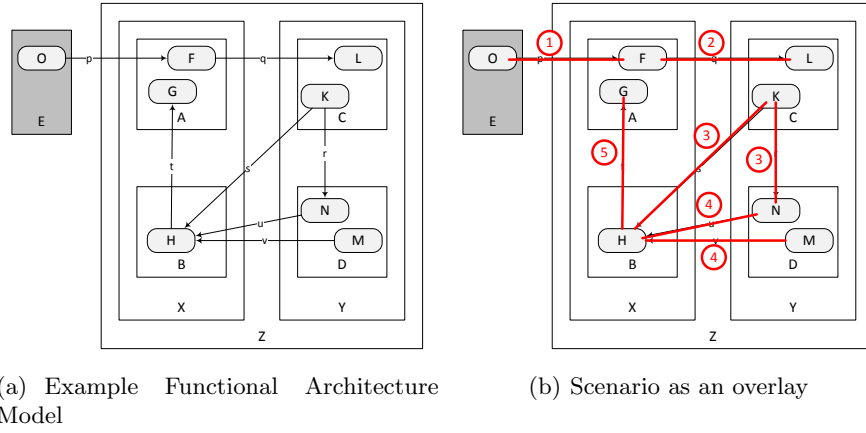 O
p
F
q
L
G
K
E
A
C
t
s
r
N
u
H
v
M
B
D
X
Y
Z
1
2
O
p
F
q
L
G
K
E
A
C
3
5
3
s
4
N
u
H
M
4
B
D
X
Y
Z
(a) Example Functional Architecture
Model
(b) Scenario as an overlay